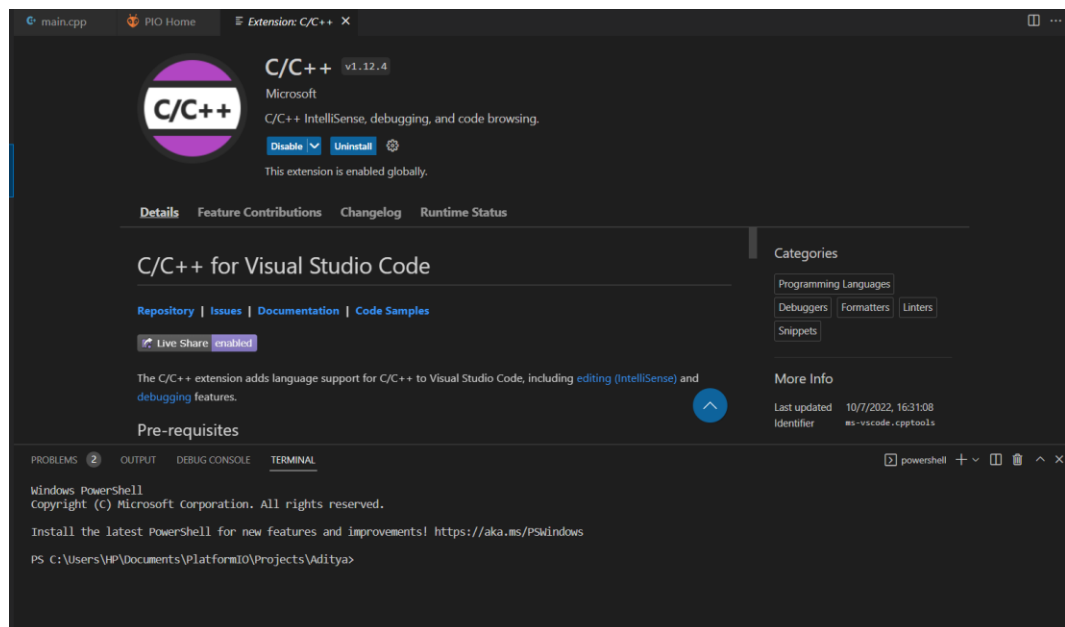 main.cpp PIO Home Extension: C/C++
C/C++
C/C++ v1.12.4
Microsoft
C/C++ IntelliSense, debugging, and code browsing.
Disable Uninstall
This extension is enabled globally.
Details Feature Contributions Changelog Runtime Status
C/C++ for Visual Studio Code
Repository | Issues | Documentation | Code Samples
Live Share enabled
The C/C++ extension adds language support for C/C++ to Visual Studio Code, including editing (IntelliSense) and
debugging features.
Pre-requisites
Categories
Programming Languages
Debuggers Formatters Linters
Snippets
More Info
Last updated 10/7/2022, 16:31:08
Identifier ms-vscode.cpptools
PROBLEMS 2 OUTPUT DEBUG CONSOLE TERMINAL powershell
Windows PowerShell
Copyright (C) Microsoft Corporation. All rights reserved.
Install the latest PowerShell for new features and improvements! https://aka.ms/PSWindows
PS C:\Users\HP\Documents\PlatformIO\Projects\Aditya>